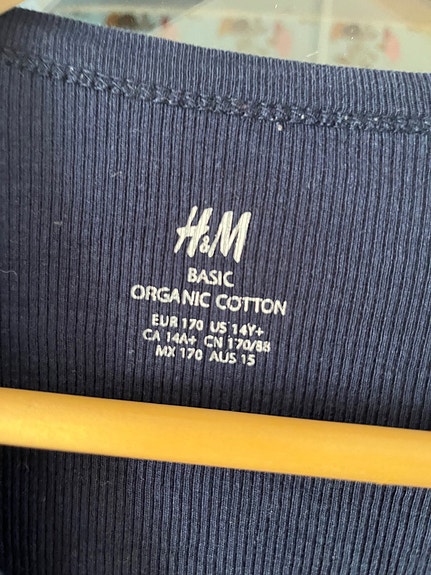 H&M
BASIC
ORGANIC COTTON
EUR 170 US 14Y+
CA 14A+ CN 170/88
MX 170 AUS 15